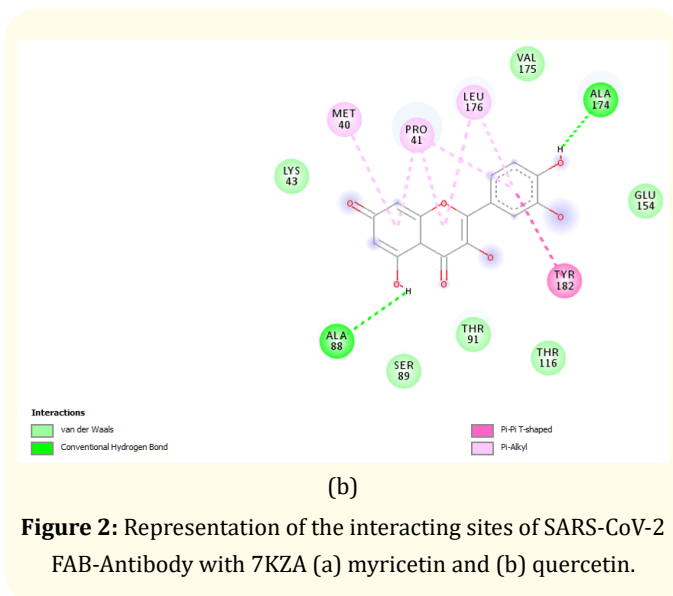 VAL
175
LEU
176
ALA
174
MET
40
PRO
41
H
O
LYS
43
O
O
O
GLU
154
O
O
O
H
TYR
182
ALA
88
THR
91
THR
116
SER
89
Interactions
van der Waals
Conventional Hydrogen Bond
Pi-Pi T-shaped
Pi-Alkyl
(b)
Figure 2: Representation of the interacting sites of SARS-CoV-2
FAB-Antibody with 7KZA (a) myricetin and (b) quercetin.